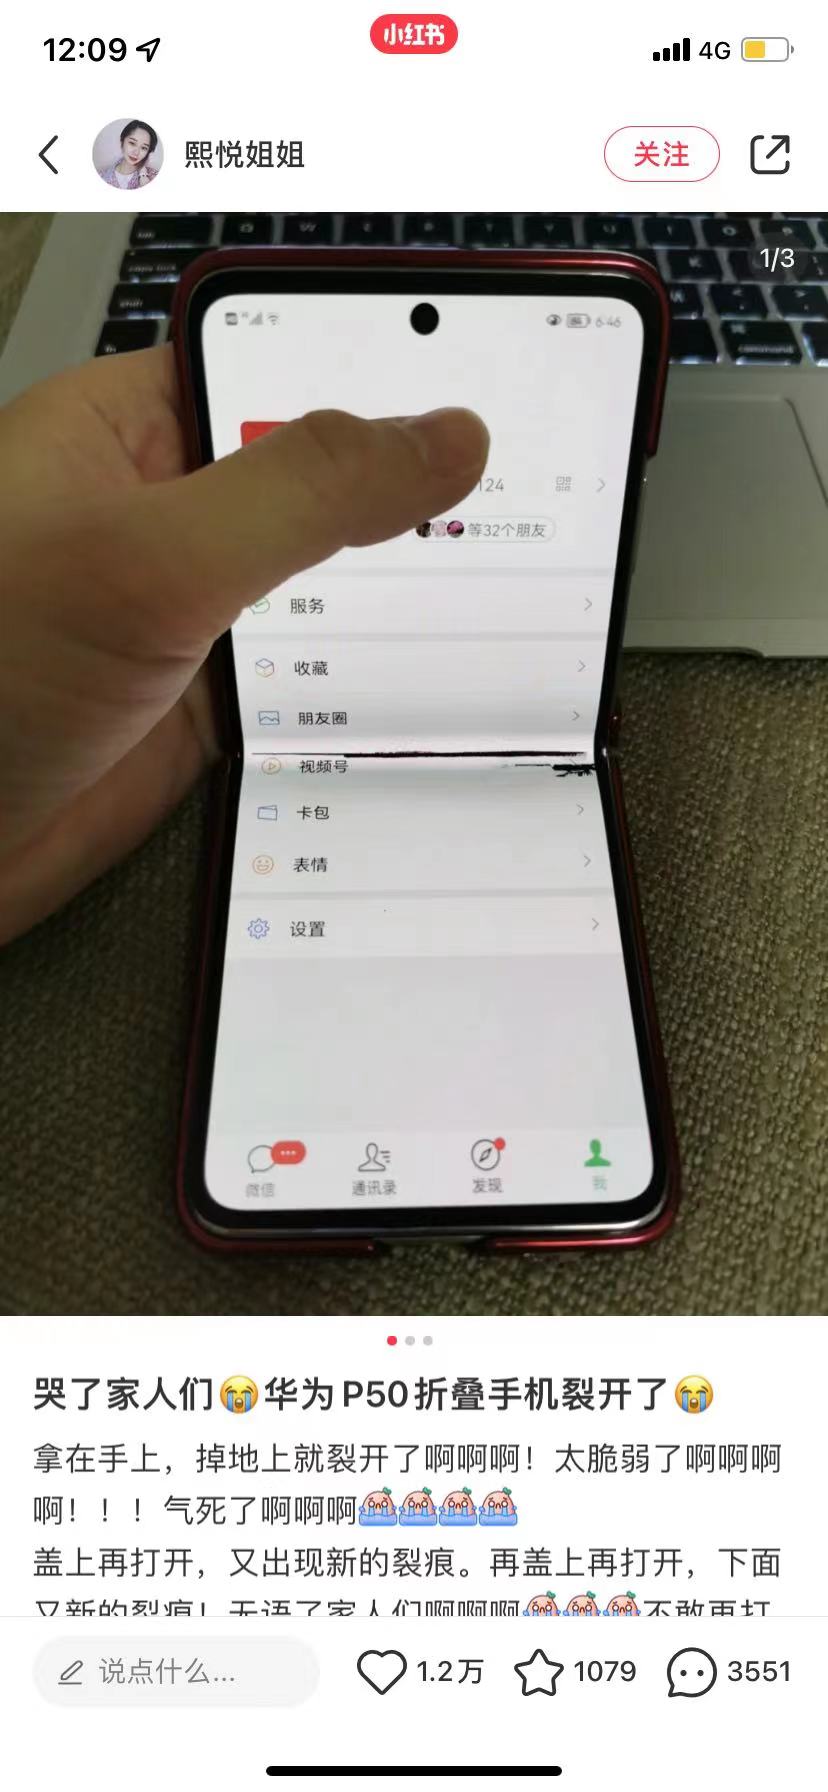 12:09
小红书
4G
熙悦姐姐
关注
1/3
6:46
124
等32个朋友
服务
收藏
朋友圈
视频号
卡包
表情
设置
微信
通讯录
发现
我
command
哭了家人们😭华为P50折叠手机裂开了😭
拿在手上，掉地上就裂开了啊啊啊！太脆弱了啊啊啊
啊！！！气死了啊啊啊
盖上再打开，又出现新的裂痕。再盖上再打开，下面
又新的裂痕！无语了家人们啊啊啊不敢再打
说点什么...
1.2万
1079
3551